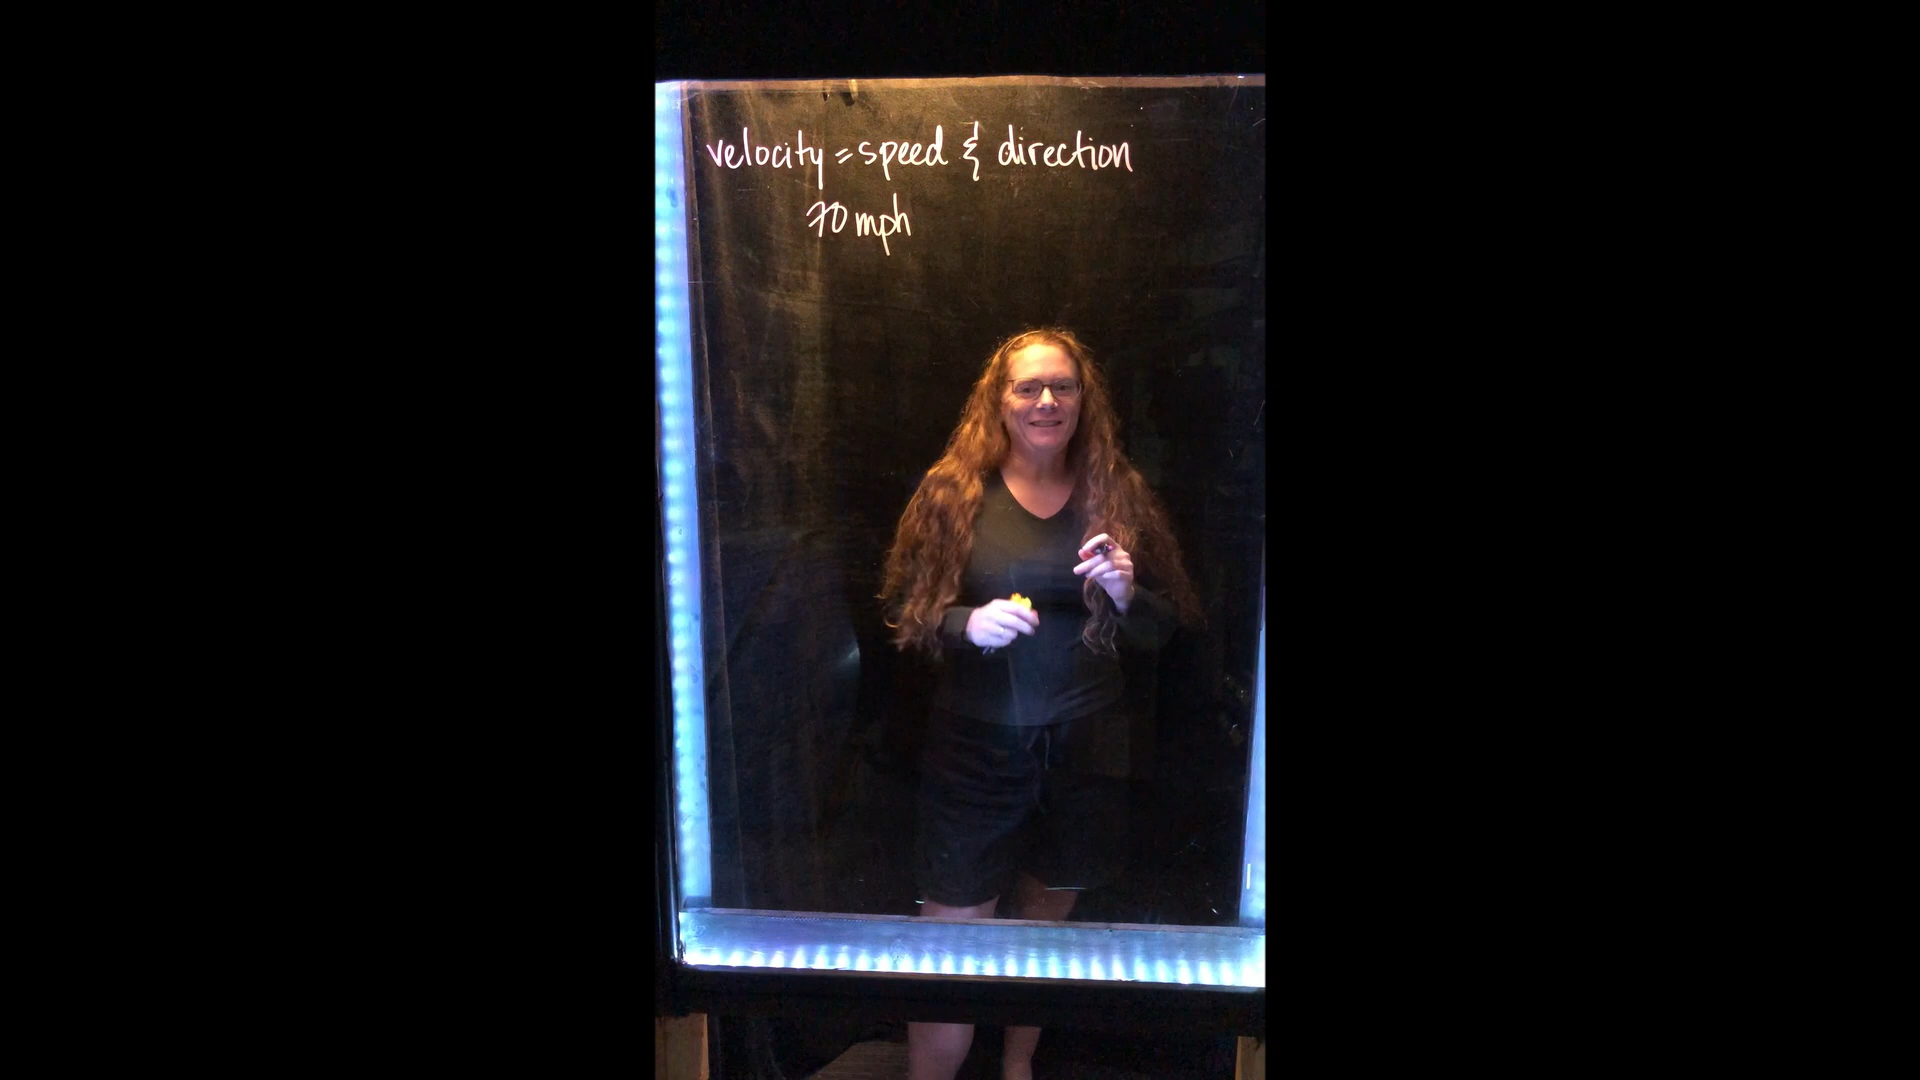 velocity = speed & direction
70 mph